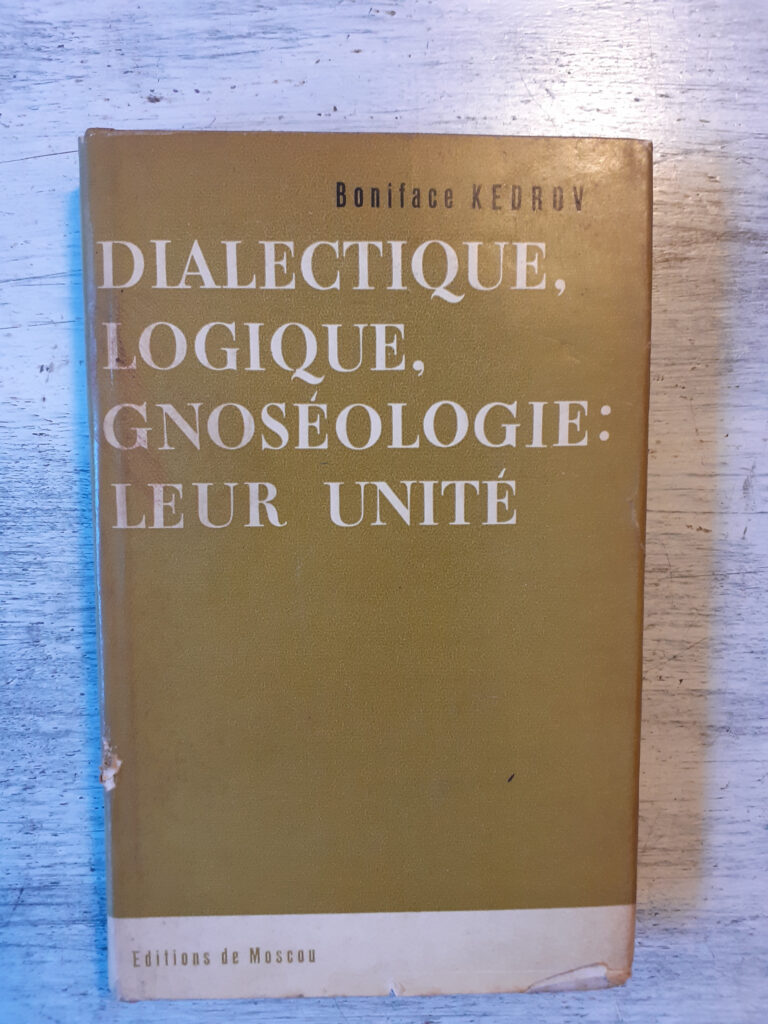 Boniface KEDROV
DIALECTIQUE,
LOGIQUE,
GNOSÉOLOGIE:
LEUR UNITÉ
Editions de Moscou